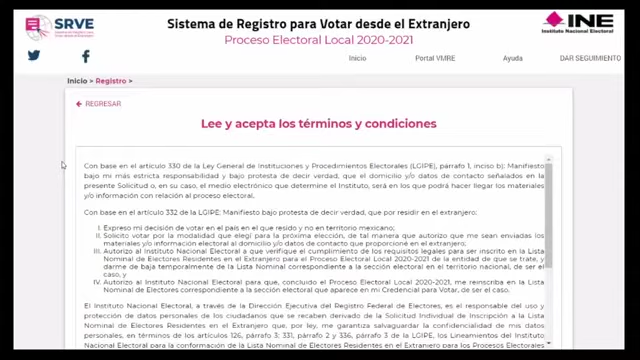 SRVE
Sistema de Registro para Votar desde el Extranjero
Proceso Electoral Local 2020-2021
INE
Instituto Nacional Electoral
Inicio
Portal VMRE
Ayuda
DAR SEGUIMIENTO
Inicio > Registro >
REGRESAR
Lee y acepta los términos y condiciones
Con base en el artículo 330 de la Ley General de Instituciones y Procedimientos Electorales (LGIPE), párrafo 1, inciso b): Manifiesto
bajo mi más estricta responsabilidad y bajo protesta de decir verdad, que el domicilio y/o datos de contacto señalados en la
presente Solicitud o, en su caso, el medio electrónico que determine el Instituto, será en los que podrá hacer llegar los materiales
y/o información con relación al proceso electoral.
Con base en el artículo 332 de la LGIPE: Manifiesto bajo protesta de decir verdad, que por residir en el extranjero:
I. Expreso mi decisión de votar en el país en que resido y no en territorio mexicano;
II. Solicito votar por la modalidad que elegí para la próxima elección, de tal manera que autorizo que me sean enviadas los
materiales y/o información electoral al domicilio y/o datos de contacto que proporcioné en el extranjero;
III. Autorizo al Instituto Nacional Electoral a que verifique el cumplimiento de los requisitos legales para ser inscrito en la Lista
Nominal de Electores Residentes en el Extranjero para el Proceso Electoral Local 2020-2021 de la entidad de que se trate, y
darme de baja temporalmente de la Lista Nominal correspondiente a la sección electoral en el territorio nacional, de ser el
caso, y
IV. Autorizo al Instituto Nacional Electoral para que, concluido el Proceso Electoral Local 2020-2021, me reinscriba en la Lista
Nominal de Electores correspondiente a la sección electoral que aparece en mi Credencial para Votar, de ser el caso.
El Instituto Nacional Electoral, a través de la Dirección Ejecutiva del Registro Federal de Electores, es el responsable del uso y
protección de datos personales de los ciudadanos que se recaben derivado de la Solicitud Individual de Inscripción a la Lista
Nominal de Electores Residentes en el Extranjero que, por ley, me garantiza salvaguardar la confidencialidad de mis datos
personales, en términos de los artículos 126, párrafo 3; 331, párrafo 2 y 336, párrafo 3 de la LGIPE, los Lineamientos del Instituto
Nacional Electoral para la Conformación de la Lista Nominal de Electores Residentes en el Extranjero para los Procesos Electorales